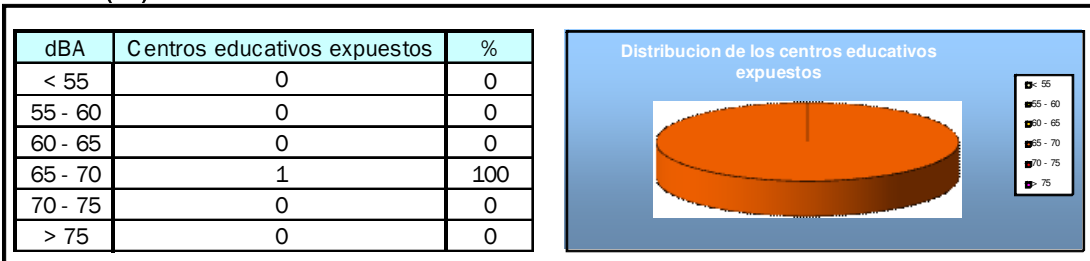 dBA Centros educativos expuestos %
< 55 0 0
55 - 60 0 0
60 - 65 0 0
65 - 70 1 100
70 - 75 0 0
> 75 0 0
Distribucion de los centros educativos
expuestos
< 55
55 - 60
60 - 65
65 - 70
70 - 75
> 75